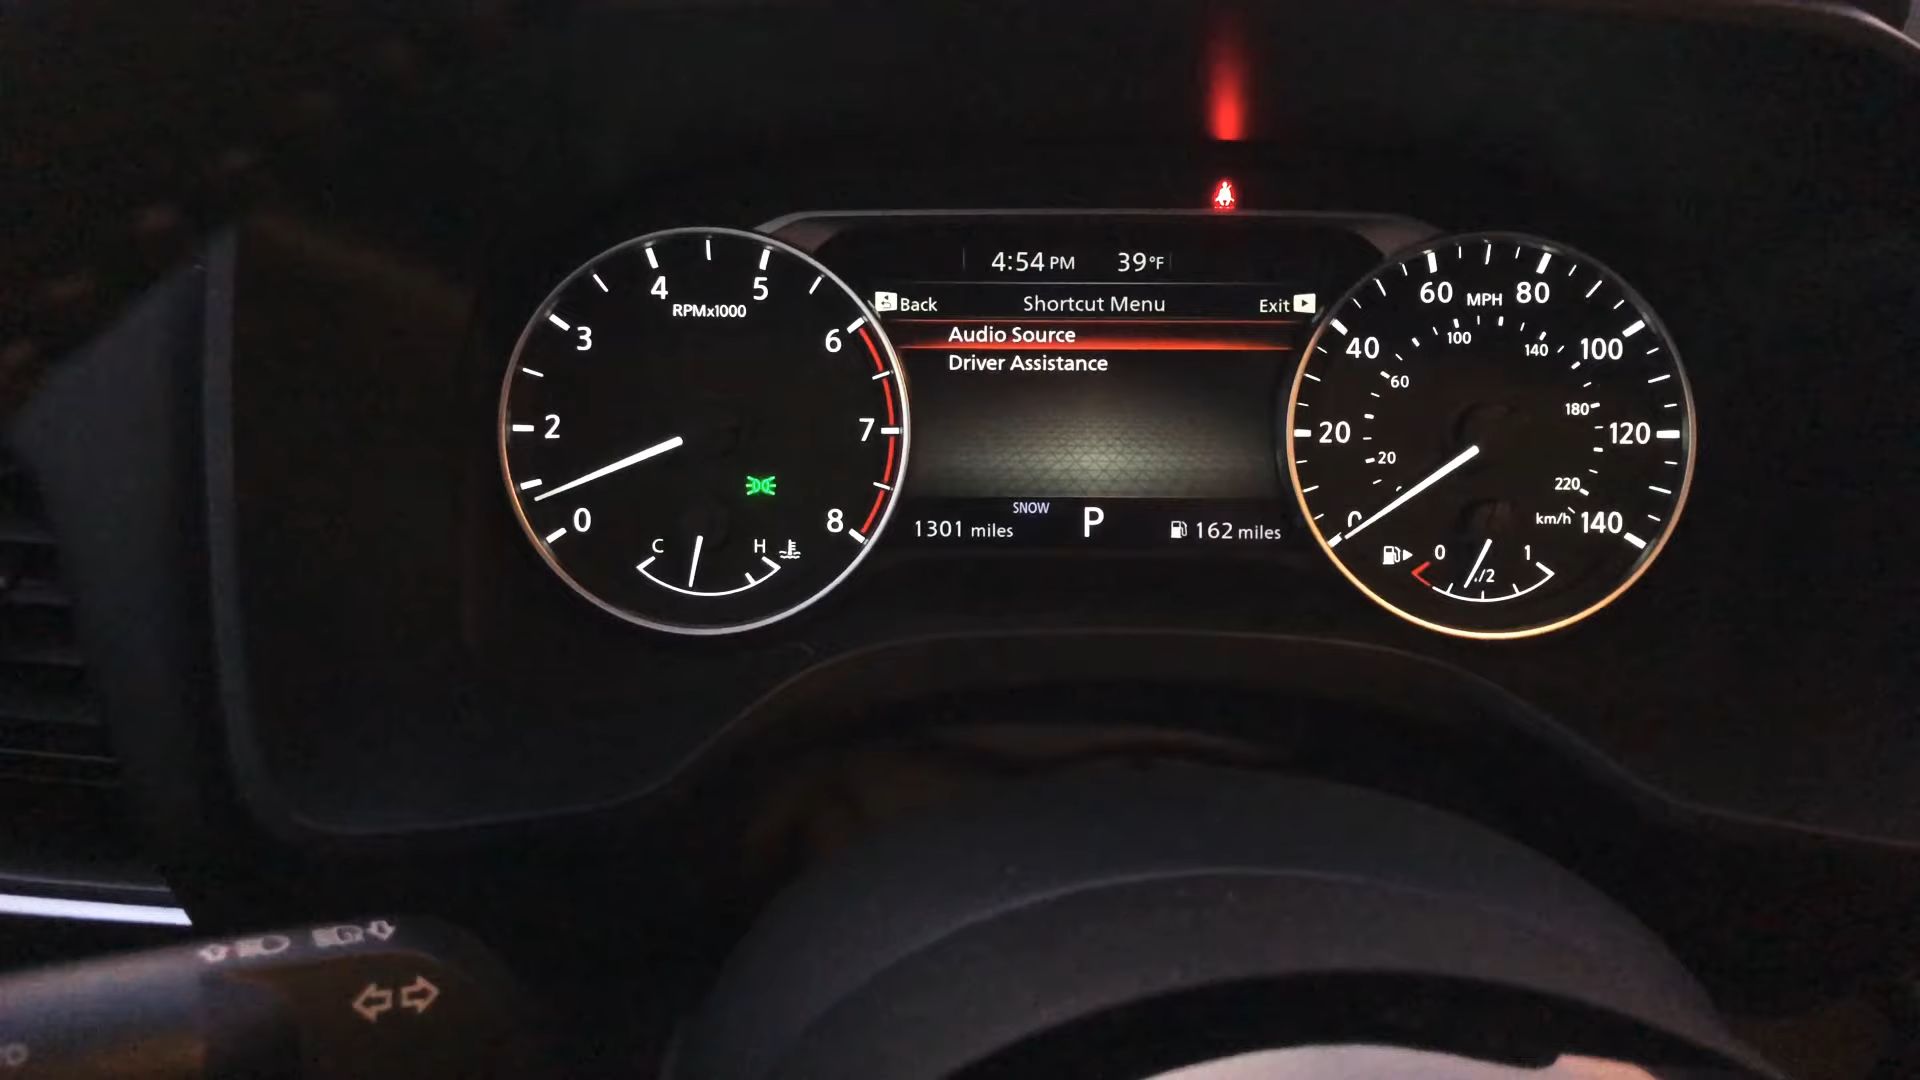 4:54 PM 39°F
Back Shortcut Menu Exit
Audio Source
Driver Assistance
SNOW
1301 miles P 162 miles
4 5
RPMx1000
3 6
2 7
0 8
C H
60 MPH 80
40 100 140 100
60
180
20 120
20
220
0 km/h 140
0 1/2 1